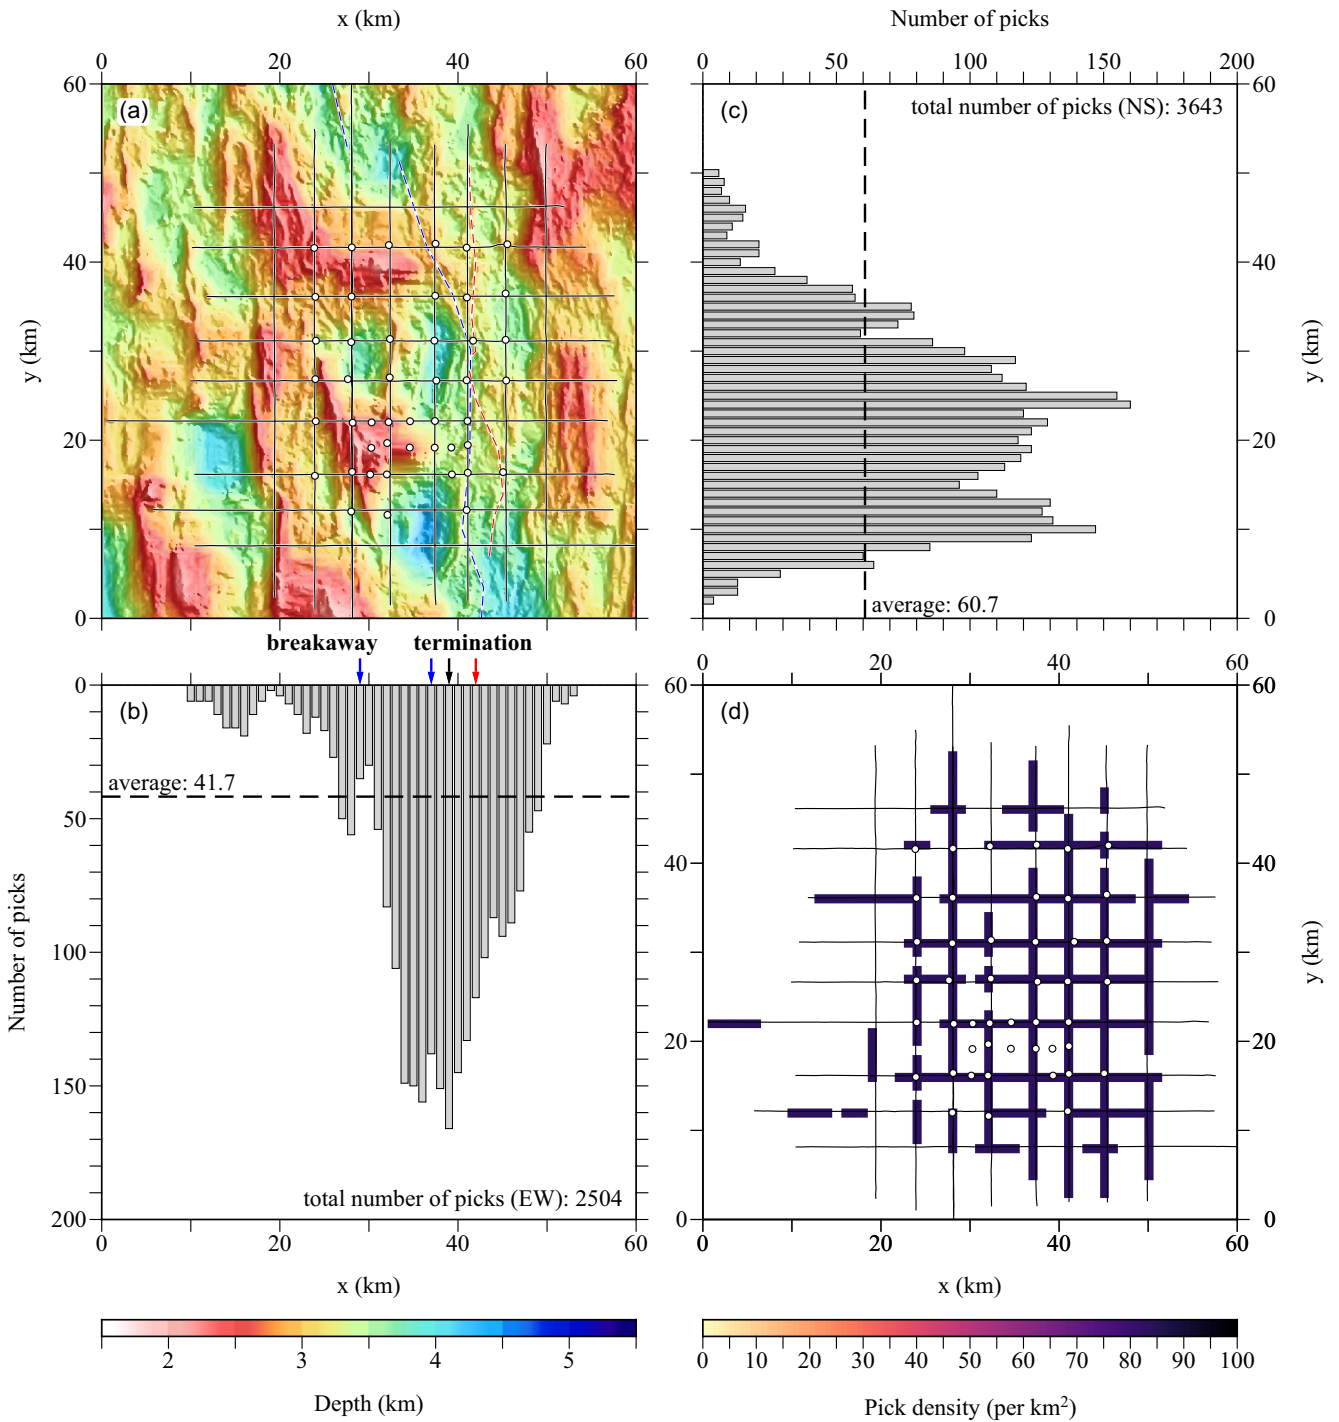 x (km)
Number of picks
0 20 40 60
0 50 100 150 200
60 40 20 0
y (km)
(a)
(c)
total number of picks (NS): 3643
average: 60.7
60 40 20 0
y (km)
breakaway termination
0 20 40 60
(b)
0 50 100 150 200
Number of picks
average: 41.7
total number of picks (EW): 2504
(d)
60 40 20 0
60 40 20 0
y (km)
0 20 40 60
0 20 40 60
x (km)
x (km)
2 3 4 5
Depth (km)
0 10 20 30 40 50 60 70 80 90 100
Pick density (per km²)